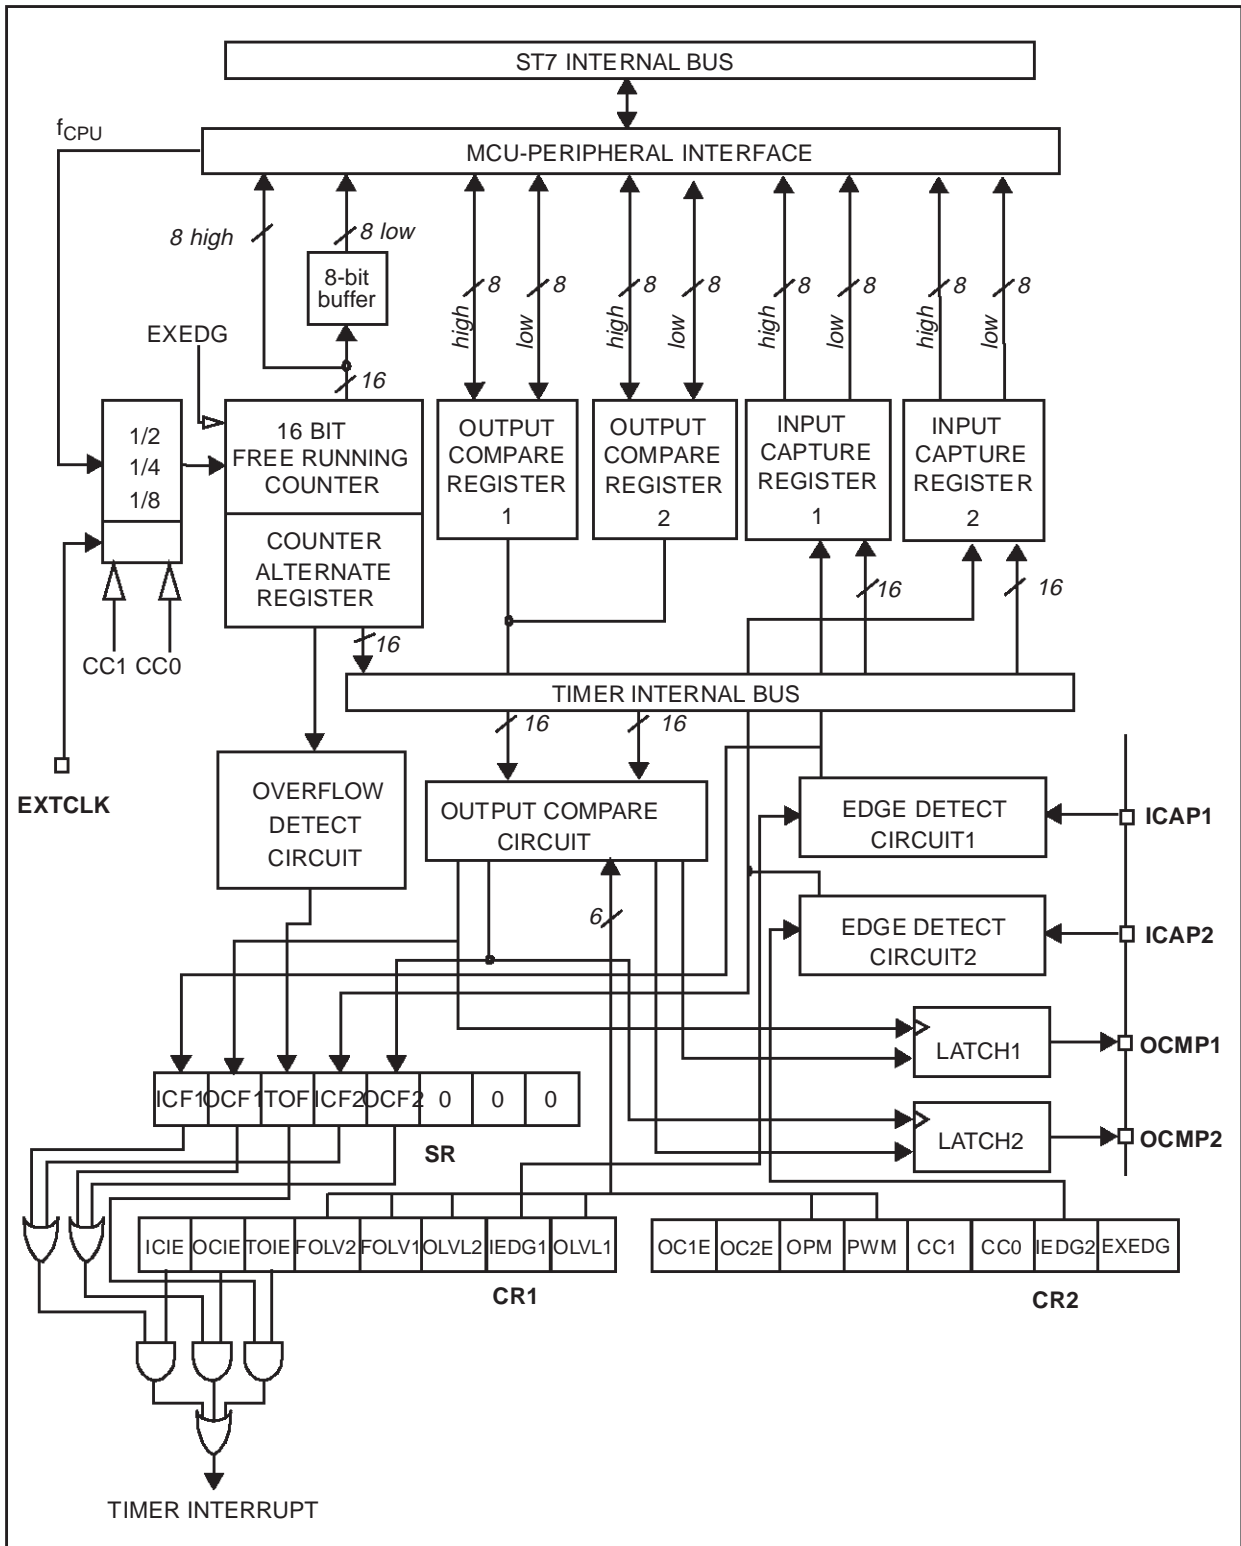 ST7 INTERNAL BUS
fCPU
MCU-PERIPHERAL INTERFACE
8 high
8 low
8-bit
buffer
high
8
low
8
high
8
low
8
high
8
low
8
high
8
low
8
EXEDG
16
1/2
1/4
1/8
16 BIT
FREE RUNNING
COUNTER
OUTPUT
COMPARE
REGISTER
1
OUTPUT
COMPARE
REGISTER
2
INPUT
CAPTURE
REGISTER
1
INPUT
CAPTURE
REGISTER
2
COUNTER
ALTERNATE
REGISTER
16
16
16
CC1 CC0
TIMER INTERNAL BUS
16
16
EXTCLK
OVERFLOW
DETECT
CIRCUIT
OUTPUT COMPARE
CIRCUIT
EDGE DETECT
CIRCUIT1
ICAP1
6
EDGE DETECT
CIRCUIT2
ICAP2
LATCH1
OCMP1
ICF1 OCF1 TOF ICF2 OCF2 0 0 0
SR
LATCH2
OCMP2
ICIE OCIE TOIE FOLV2 FOLV1 OLVL2 IEDG1 OLVL1
CR1
OC1E OC2E OPM PWM CC1 CC0 IEDG2 EXEDG
CR2
TIMER INTERRUPT